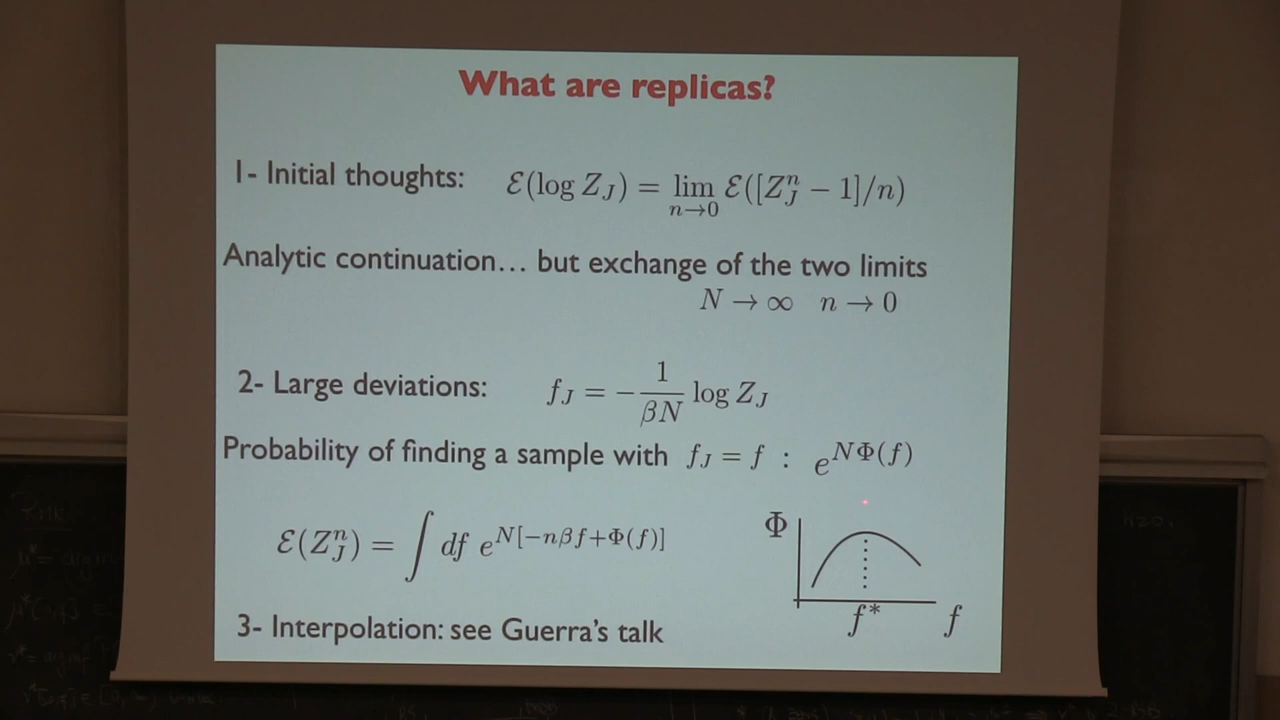 What are replicas?
1- Initial thoughts: ℰ(log Z_J) = lim_{n→0} ℰ([Z_J^n − 1]/n)
Analytic continuation… but exchange of the two limits
N → ∞ n → 0
2- Large deviations: f_J = − 1/(βN) log Z_J
Probability of finding a sample with f_J = f : e^{NΦ(f)}
ℰ(Z_J^n) = ∫ df e^{N[−nβf+Φ(f)]}
Φ
f* f
3- Interpolation: see Guerra's talk